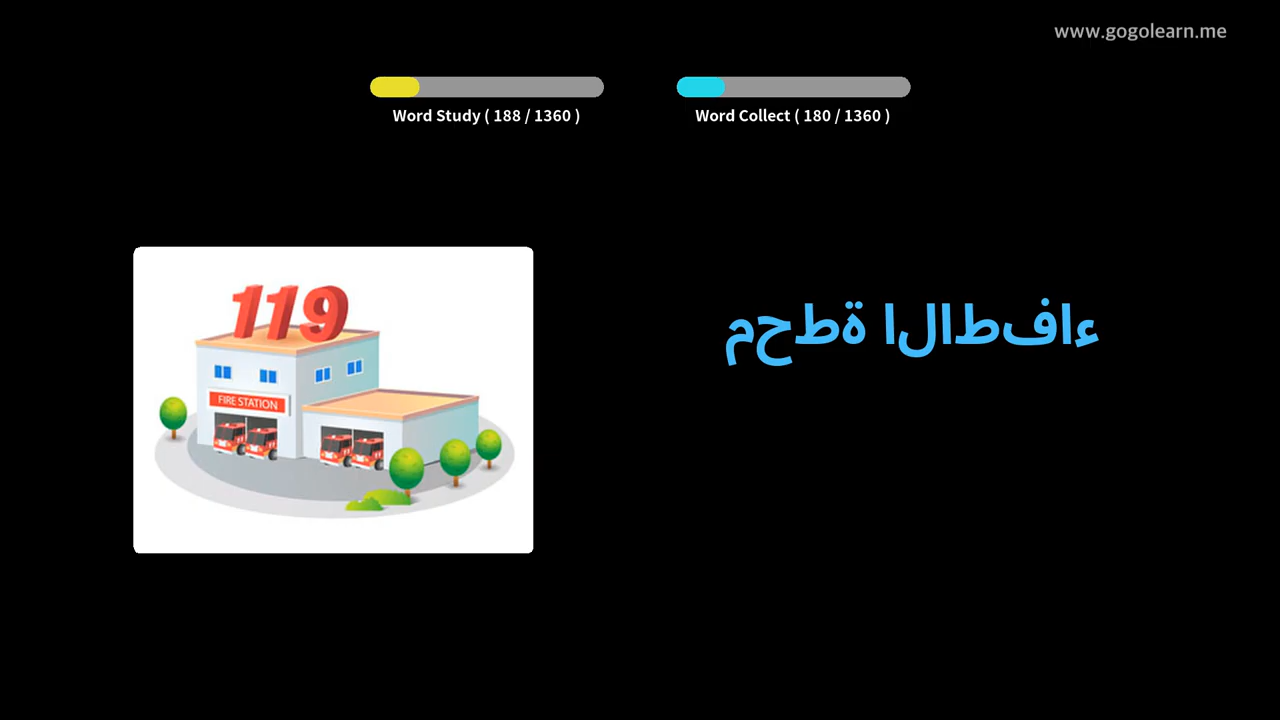 www.gogolearn.me
Word Study ( 188 / 1360 )
Word Collect ( 180 / 1360 )
119
FIRE STATION
محطة الاطفاء